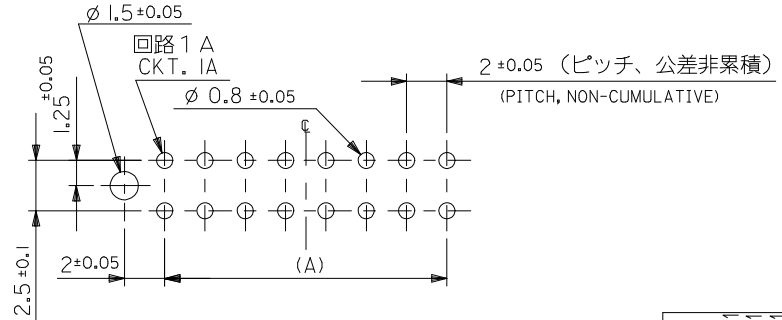 φ 1.5 ±0.05
回路1A
CKT. 1A
2 ±0.05 (ピッチ、公差非累積)
(PITCH, NON-CUMULATIVE)
φ 0.8 ±0.05
1.25 ±0.05
℄
2±0.05
(A)
2.5 ±0.1